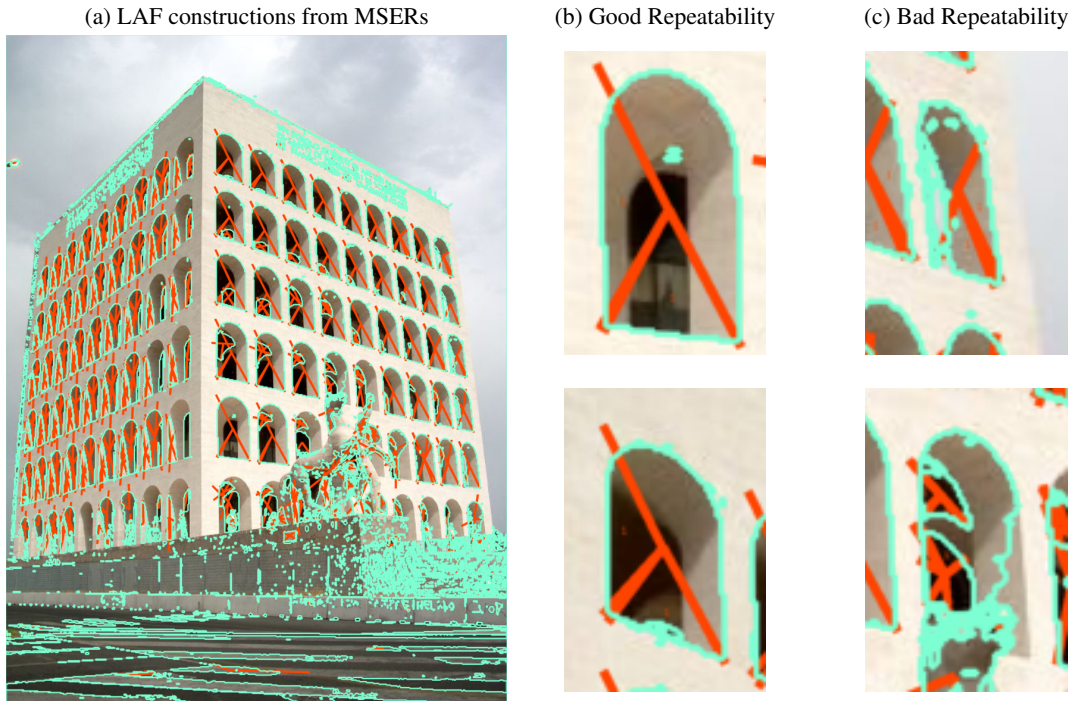 (a) LAF constructions from MSERs
(b) Good Repeatability
(c) Bad Repeatability